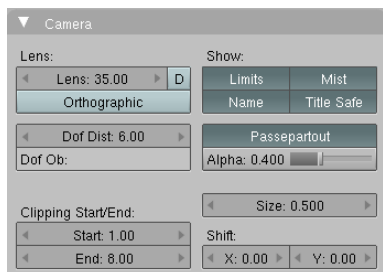 Camera
Lens:
Lens: 35.00
D
Orthographic
Dof Dist: 6.00
Dof Ob:
Clipping Start/End:
Start: 1.00
End: 8.00
Show:
Limits
Mist
Name
Title Safe
Passepartout
Alpha: 0.400
Size: 0.500
Shift:
X: 0.00
Y: 0.00